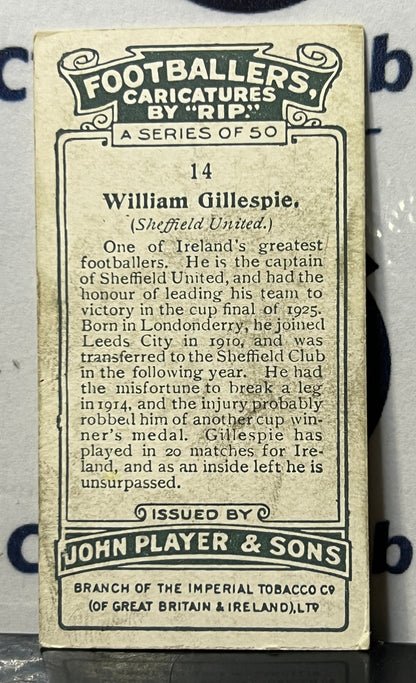 FOOTBALLERS,
CARICATURES
BY "RIP."
A SERIES OF 50
14
William Gillespie.
(Sheffield United.)
One of Ireland's greatest
footballers. He is the captain
of Sheffield United, and had the
honour of leading his team to
victory in the cup final of 1925.
Born in Londonderry, he joined
Leeds City in 1910, and was
transferred to the Sheffield Club
in the following year. He had
the misfortune to break a leg
in 1914, and the injury probably
robbed him of another cup win-
ner's medal. Gillespie has
played in 20 matches for Ire-
land, and as an inside left he is
unsurpassed.
ISSUED BY
JOHN PLAYER & SONS
BRANCH OF THE IMPERIAL TOBACCO Cº
(OF GREAT BRITAIN & IRELAND), LTD